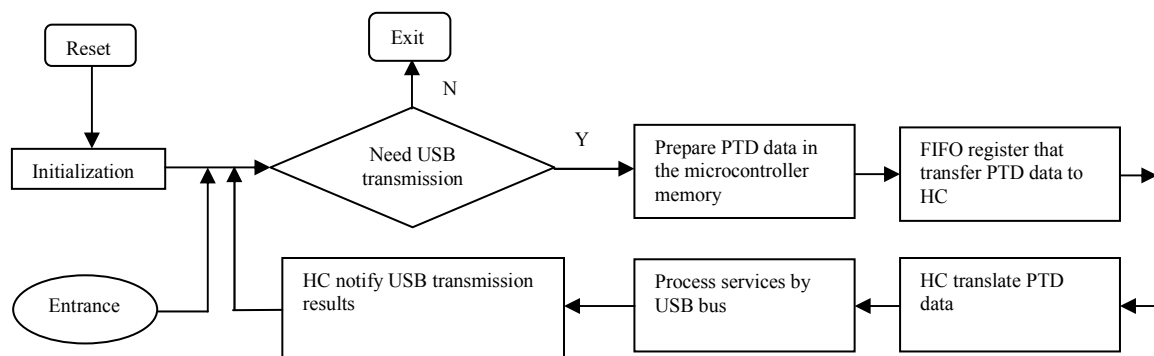 Reset
Exit
N
Y
Initialization
Need USB
transmission
Prepare PTD data in
the microcontroller
memory
FIFO register that
transfer PTD data to
HC
Entrance
HC notify USB transmission
results
Process services by
USB bus
HC translate PTD
data